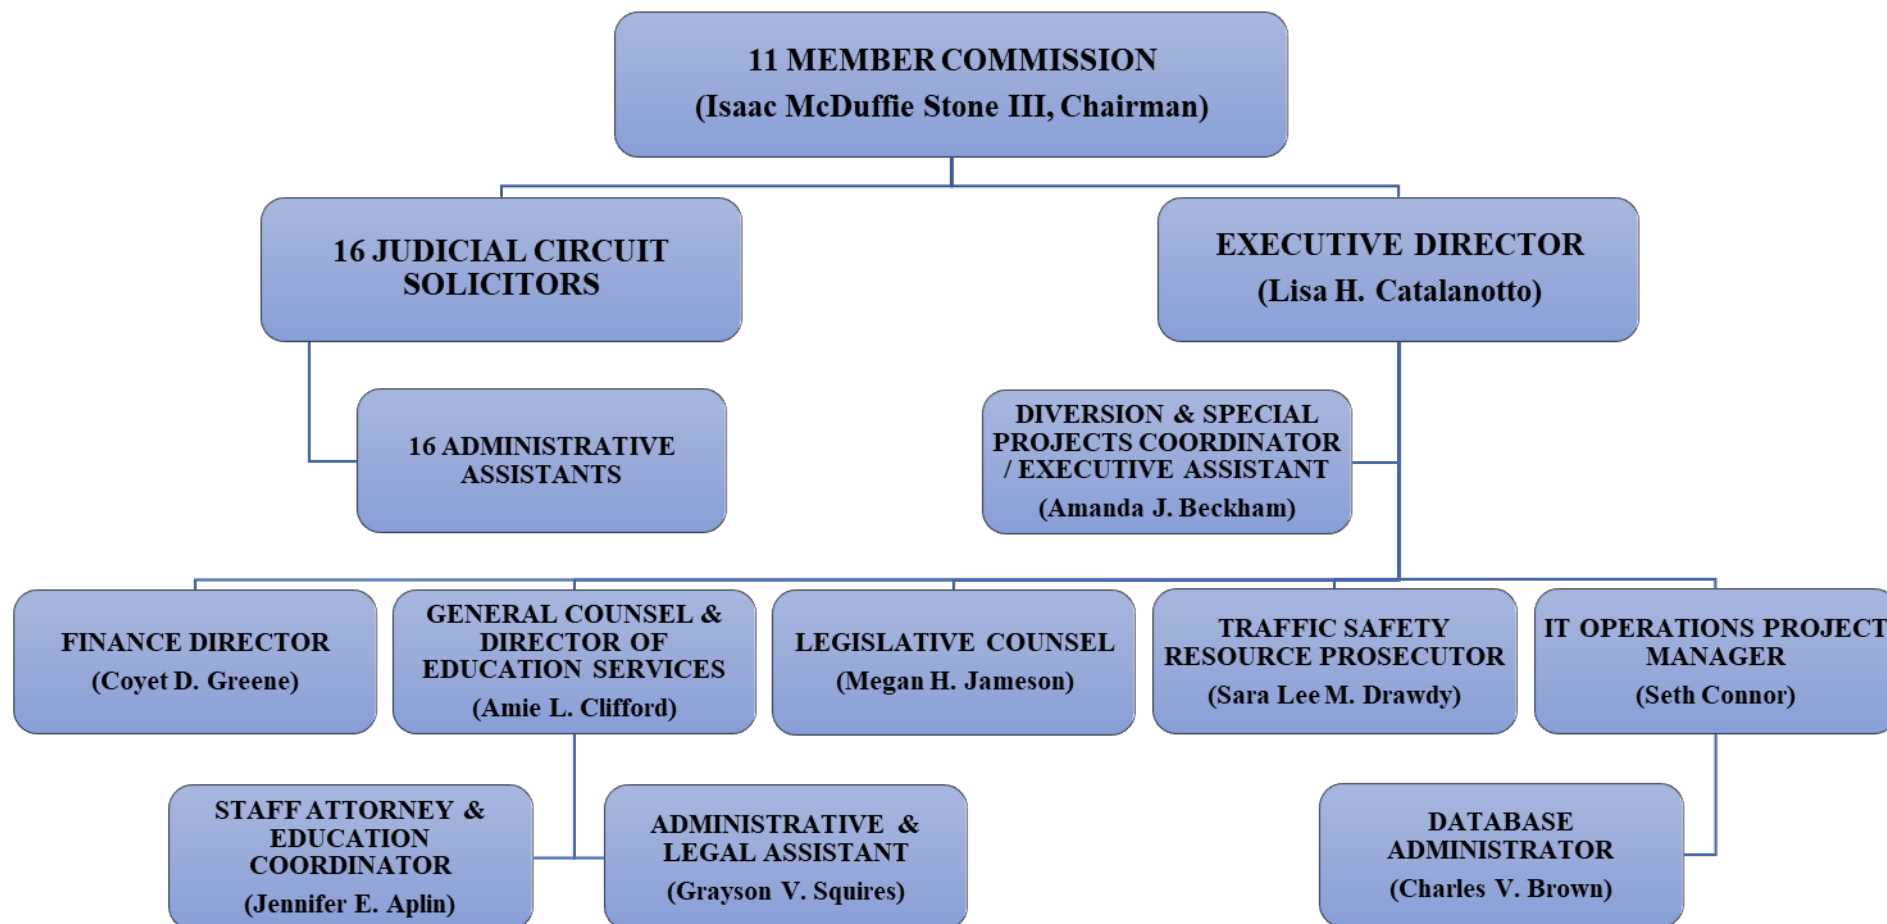 11 MEMBER COMMISSION
(Isaac McDuffie Stone III, Chairman)
16 JUDICIAL CIRCUIT
SOLICITORS
EXECUTIVE DIRECTOR
(Lisa H. Catalanotto)
16 ADMINISTRATIVE
ASSISTANTS
DIVERSION & SPECIAL
PROJECTS COORDINATOR
/ EXECUTIVE ASSISTANT
(Amanda J. Beckham)
FINANCE DIRECTOR
(Coyet D. Greene)
GENERAL COUNSEL &
DIRECTOR OF
EDUCATION SERVICES
(Amie L. Clifford)
LEGISLATIVE COUNSEL
(Megan H. Jameson)
TRAFFIC SAFETY
RESOURCE PROSECUTOR
(Sara Lee M. Drawdy)
IT OPERATIONS PROJECT
MANAGER
(Seth Connor)
STAFF ATTORNEY &
EDUCATION
COORDINATOR
(Jennifer E. Aplin)
ADMINISTRATIVE &
LEGAL ASSISTANT
(Grayson V. Squires)
DATABASE
ADMINISTRATOR
(Charles V. Brown)